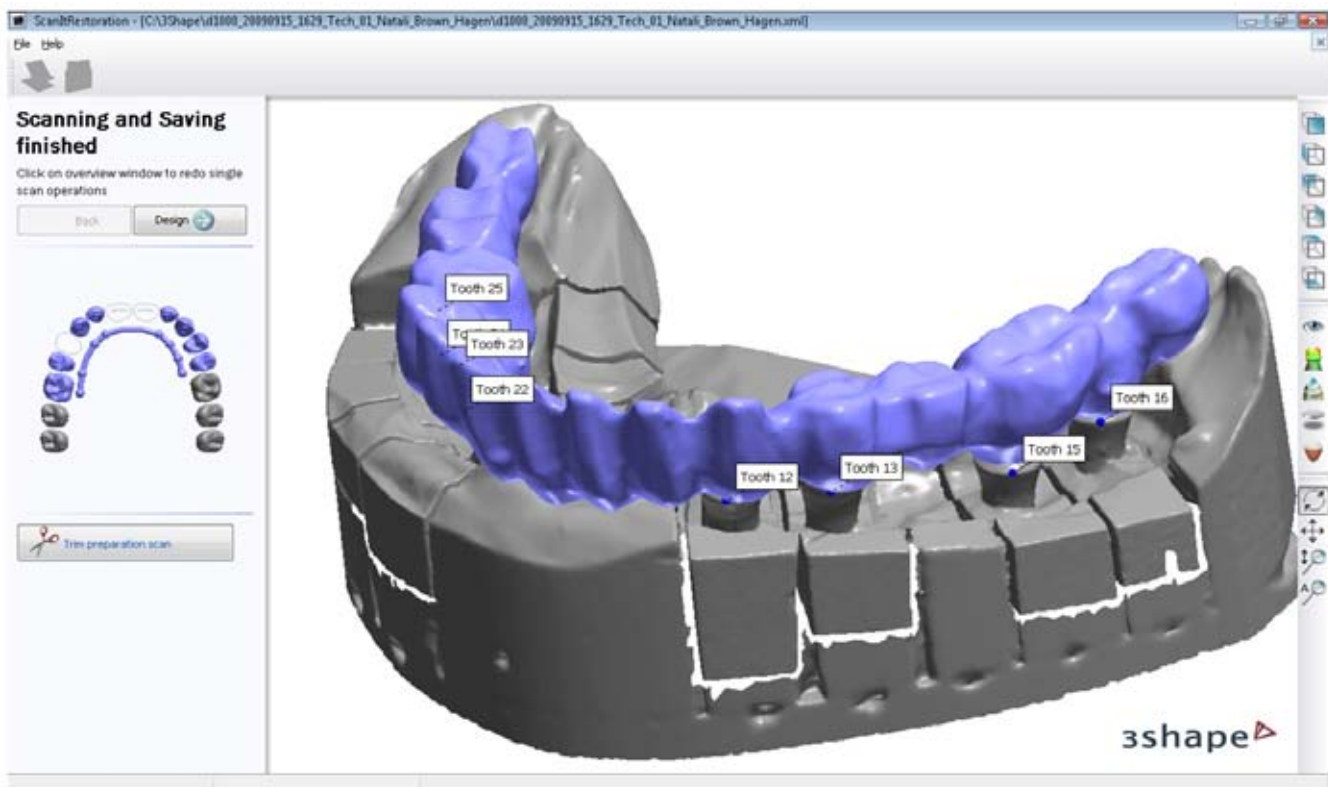 ScanItRestoration - [C:\3Shape\d1000_20090915_1629_Tech_01_Natali_Brown_Hagen\d1000_20090915_1629_Tech_01_Natali_Brown_Hagen.xml]
File Help
Scanning and Saving
finished
Click on overview window to redo single
scan operations
Back Design
Trim preparation scan
Tooth 25
Tooth 23
Tooth 22
Tooth 16
Tooth 15
Tooth 13
Tooth 12
3shape